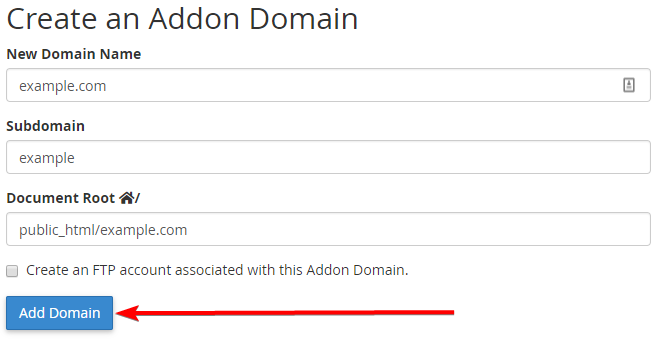 Create an Addon Domain
New Domain Name
example.com
Subdomain
example
Document Root /
public_html/example.com
Create an FTP account associated with this Addon Domain.
Add Domain